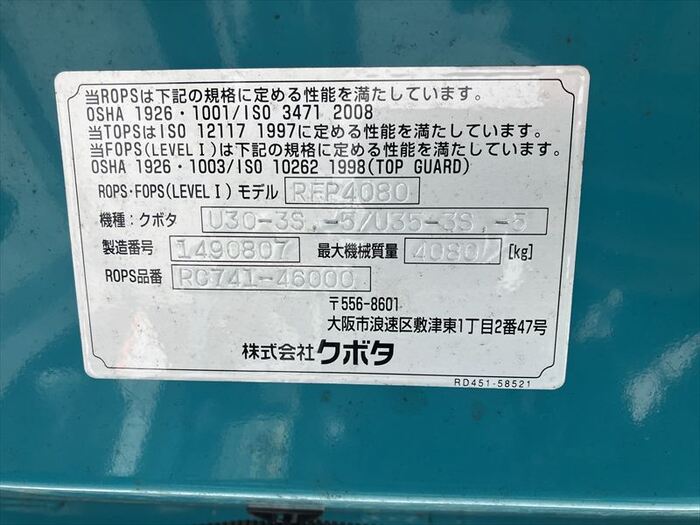 当ROPSは下記の規格に定める性能を満たしています。
OSHA 1926・1001/ISO 3471 2008
当TOPSはISO 12117 1997に定める性能を満たしています。
当FOPS(LEVEL I)は下記の規格に定める性能を満たしています。
OSHA 1926・1003/ISO 10262 1998(TOP GUARD)
ROPS・FOPS(LEVEL I) モデル RFP4080
機種：クボタ U30-3S,-5/U35-3S,-5
製造番号 1490807 最大機械質量 4080 [kg]
ROPS品番 RC741-46000
〒556-8601
大阪市浪速区敷津東1丁目2番47号
株式会社クボタ
RD451-58521